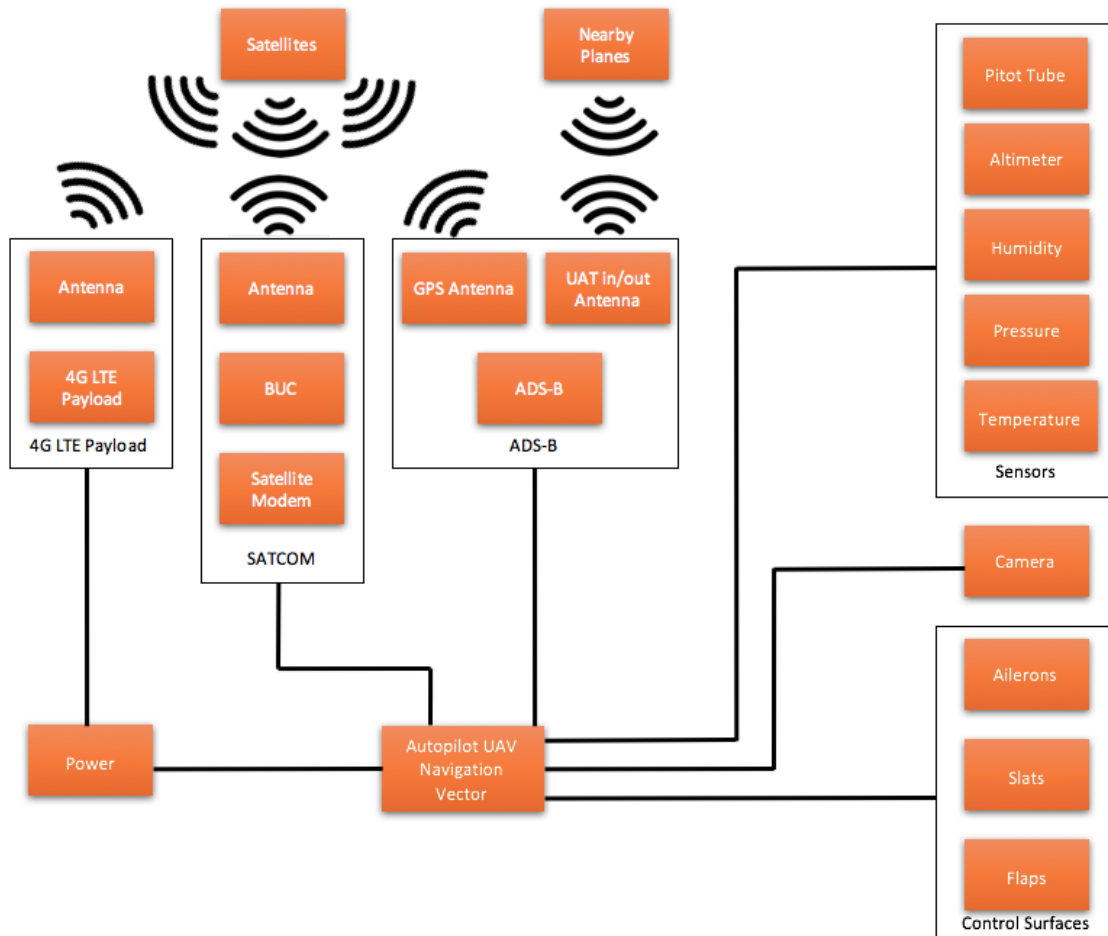 Satellites
Nearby
Planes
Antenna
4G LTE
Payload
4G LTE Payload
Antenna
BUC
Satellite
Modem
SATCOM
GPS Antenna
UAT in/out
Antenna
ADS-B
ADS-B
Pitot Tube
Altimeter
Humidity
Pressure
Temperature
Sensors
Camera
Ailerons
Slats
Flaps
Control Surfaces
Power
Autopilot UAV
Navigation
Vector